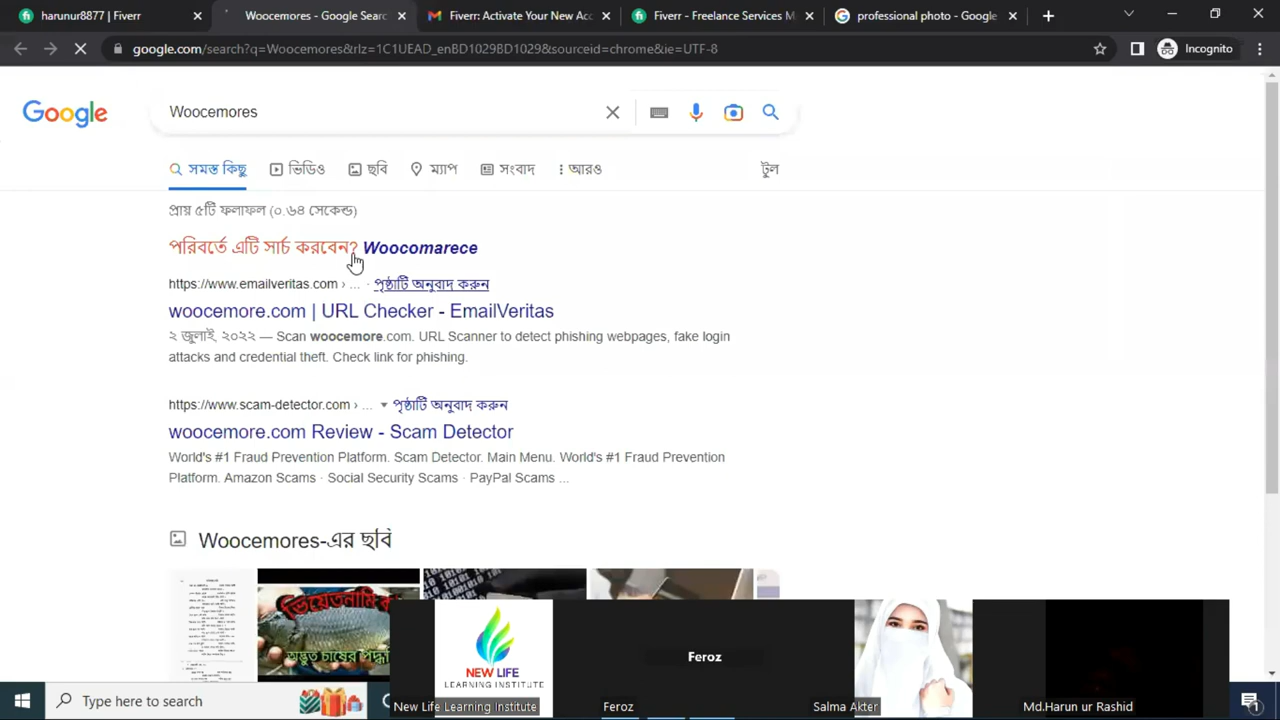 harunur8877 | Fiverr
Woocemores - Google Searc
Fiverr: Activate Your New Acc
Fiverr - Freelance Services M
professional photo - Google
google.com/search?q=Woocemores&rlz=1C1UEAD_enBD1029BD1029&sourceid=chrome&ie=UTF-8
Incognito
Google
Woocemores
সমস্ত কিছু
ভিডিও
ছবি
ম্যাপ
সংবাদ
আরও
টুল
প্রায় ৫টি ফলাফল (০.৬৪ সেকেন্ড)
পরিবর্তে এটি সার্চ করবেন? Woocomarece
https://www.emailveritas.com › ... · পৃষ্ঠাটি অনুবাদ করুন
woocemore.com | URL Checker - EmailVeritas
২ জুলাই, ২০২২ — Scan woocemore.com. URL Scanner to detect phishing webpages, fake login
attacks and credential theft. Check link for phishing.
https://www.scam-detector.com › ... পৃষ্ঠাটি অনুবাদ করুন
woocemore.com Review - Scam Detector
World's #1 Fraud Prevention Platform. Scam Detector. Main Menu. World's #1 Fraud Prevention
Platform. Amazon Scams · Social Security Scams · PayPal Scams ...
Woocemores-এর ছবি
NEW LIFE
LEARNING INSTITUTE
Feroz
Type here to search
New Life Learning Institute
Feroz
Salma Akter
Md.Harun ur Rashid